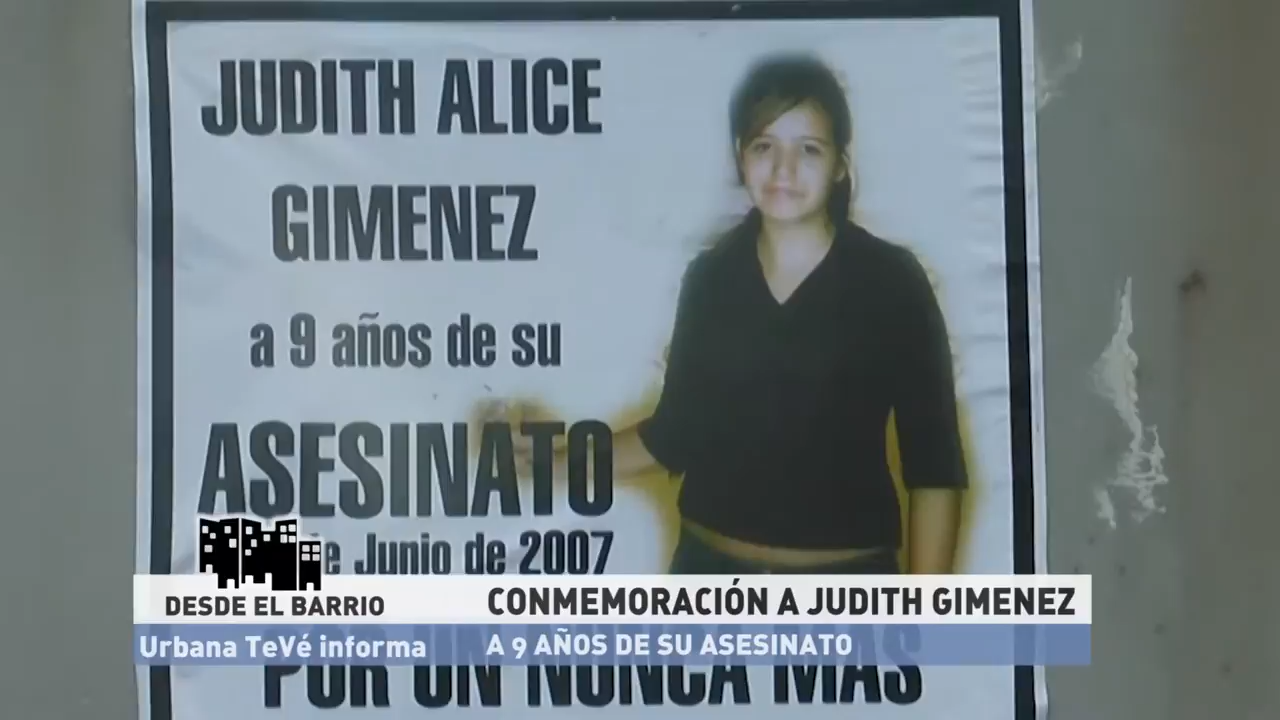 JUDITH ALICE
GIMENEZ
a 9 años de su
ASESINATO
Junio de 2007
POR UN NUNCA MAS
DESDE EL BARRIO
CONMEMORACIÓN A JUDITH GIMENEZ
Urbana TeVé informa
A 9 AÑOS DE SU ASESINATO